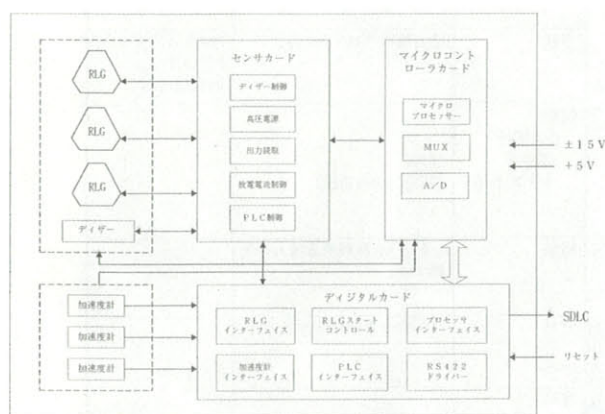 センサカード
マイクロコント
ローラカード
RLG
RLG
RLG
ディザー
ディザー制御
高圧電源
出力読取
放電電流制御
PLC制御
マイクロ
プロセッサー
MUX
A/D
±15V
+5V
加速度計
加速度計
加速度計
ディジタルカード
RLG
インターフェイス
RLGスタート
コントロール
プロセッサ
インターフェイス
加速度計
インターフェイス
PLC
インターフェイス
RS422
ドライバー
SDLC
リセット